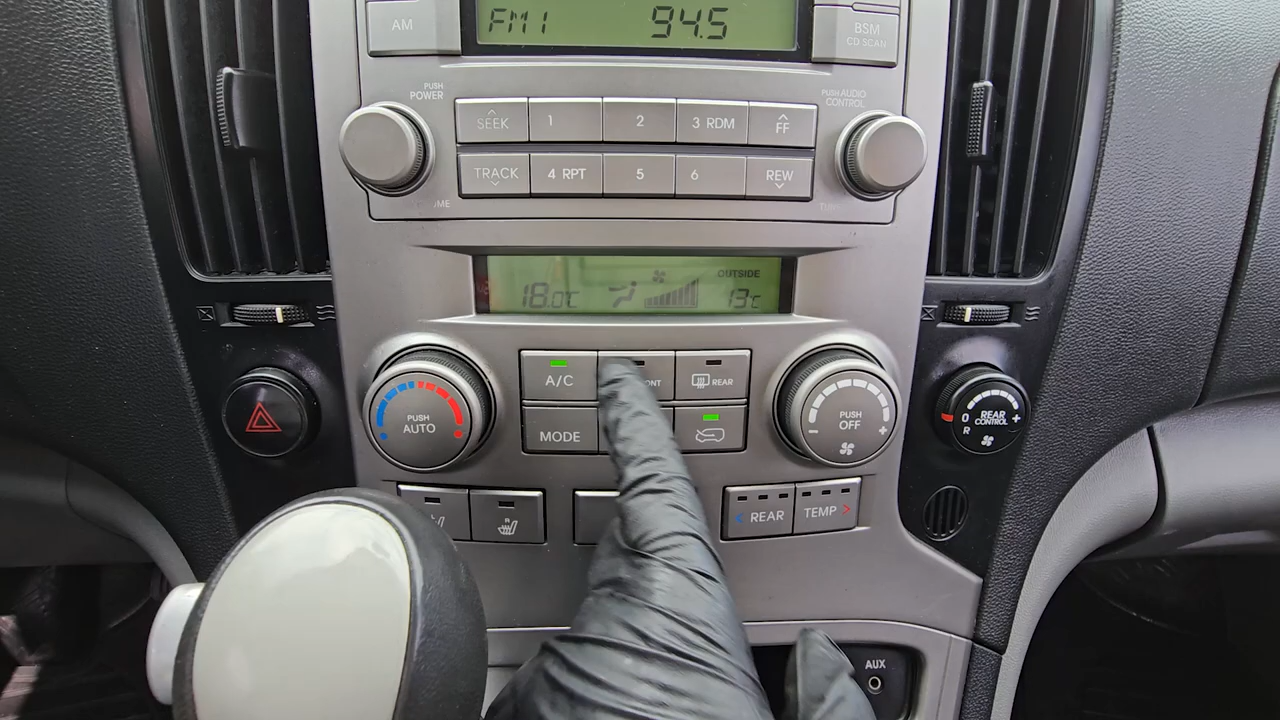 FM1 94.5
AM
BSM
CD SCAN
PUSH
POWER
PUSH AUDIO
CONTROL
SEEK 1 2 3 RDM FF
TRACK 4 RPT 5 6 REW
OUTSIDE
18.0°C 13°C
A/C
REAR
MODE
PUSH
AUTO
PUSH
OFF
- +
0 REAR
CONTROL +
R
REAR TEMP
AUX